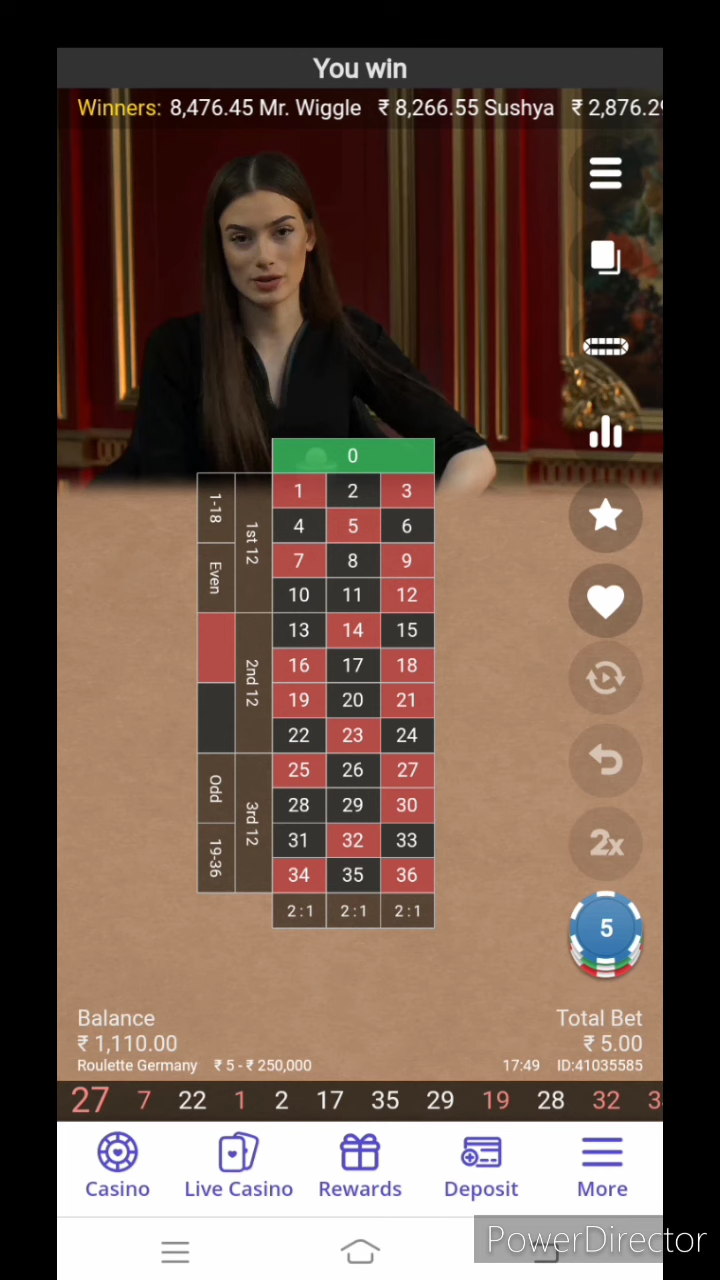 You win
Winners: 8,476.45 Mr. Wiggle ₹ 8,266.55 Sushya ₹ 2,876.29
0
1 2 3
4 5 6
7 8 9
10 11 12
13 14 15
16 17 18
19 20 21
22 23 24
25 26 27
28 29 30
31 32 33
34 35 36
2:1 2:1 2:1
1-18
Even
Odd
19-36
1st 12
2nd 12
3rd 12
2x
5
Balance
₹ 1,110.00
Total Bet
₹ 5.00
Roulette Germany ₹ 5 - ₹ 250,000 17:49 ID:41035585
27 7 22 1 2 17 35 29 19 28 32
Casino Live Casino Rewards Deposit More
PowerDirector